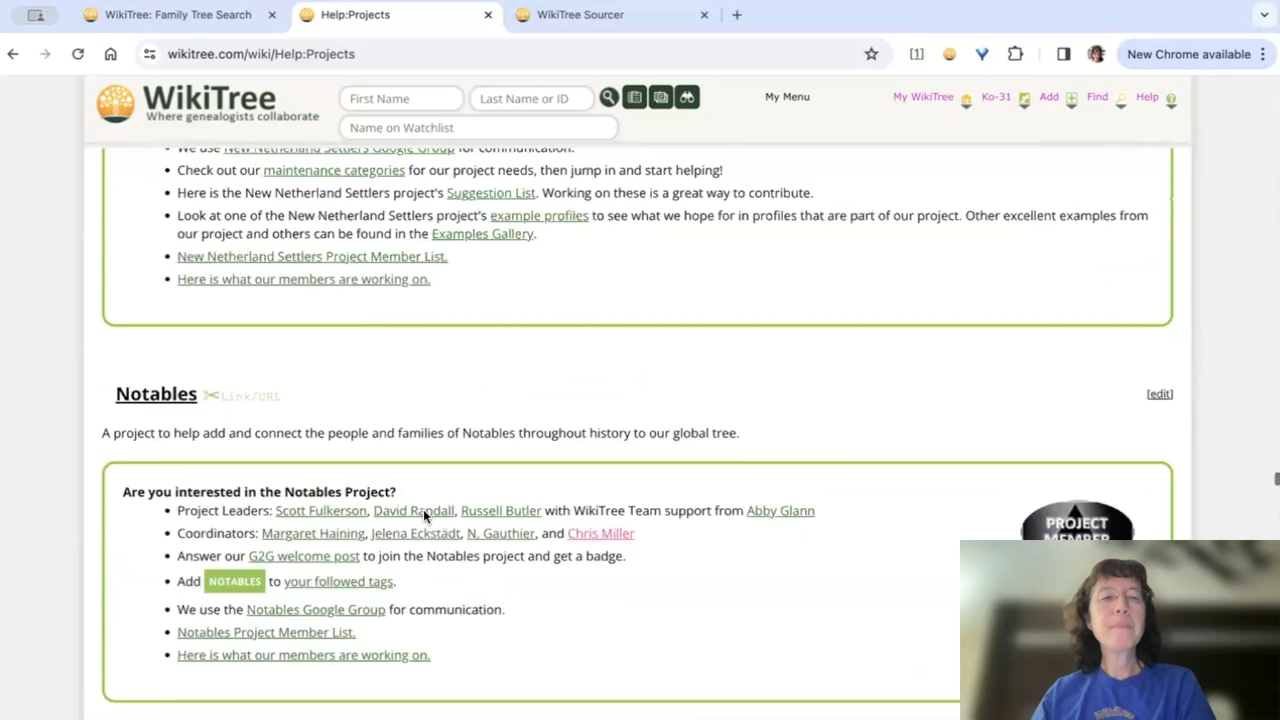 WikiTree: Family Tree Search
Help:Projects
WikiTree Sourcer
wikitree.com/wiki/Help:Projects
[1]
New Chrome available
WikiTree
Where genealogists collaborate
First Name
Last Name or ID
Name on Watchlist
My Menu
My WikiTree
Ko-31
Add
Find
Help
We use New Netherland Settlers Google Group for communication.
Check out our maintenance categories for our project needs, then jump in and start helping!
Here is the New Netherland Settlers project's Suggestion List. Working on these is a great way to contribute.
Look at one of the New Netherland Settlers project's example profiles to see what we hope for in profiles that are part of our project. Other excellent examples from
our project and others can be found in the Examples Gallery.
New Netherland Settlers Project Member List.
Here is what our members are working on.
Notables Link/URL
[edit]
A project to help add and connect the people and families of Notables throughout history to our global tree.
Are you interested in the Notables Project?
Project Leaders: Scott Fulkerson, David Randall, Russell Butler with WikiTree Team support from Abby Glann
Coordinators: Margaret Haining, Jelena Eckstädt, N. Gauthier, and Chris Miller
Answer our G2G welcome post to join the Notables project and get a badge.
Add NOTABLES to your followed tags.
We use the Notables Google Group for communication.
Notables Project Member List.
Here is what our members are working on.
PROJECT
MEMBER